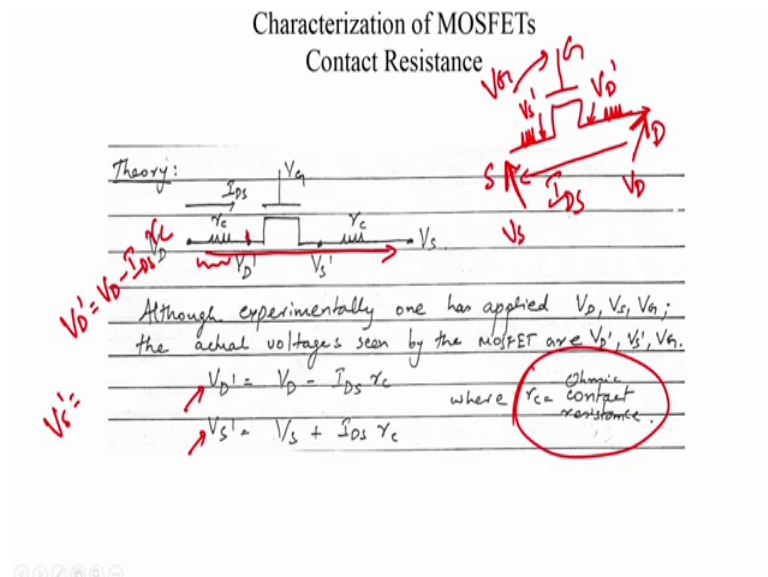 Characterization of MOSFETs
Contact Resistance
G
VG
VS'
VD'
S
D
IDS
VD
VS
Theory:
VG
IDS
rc
rc
VD
VS
VD'
VS'
VD' = VD - IDS rc
Although experimentally one has applied VD, VS, VG;
the actual voltages seen by the MOSFET are VD', VS', VG.
VD' = VD - IDS rc
where rc = Ohmic contact resistance.
VS' = VS + IDS rc
VS' =